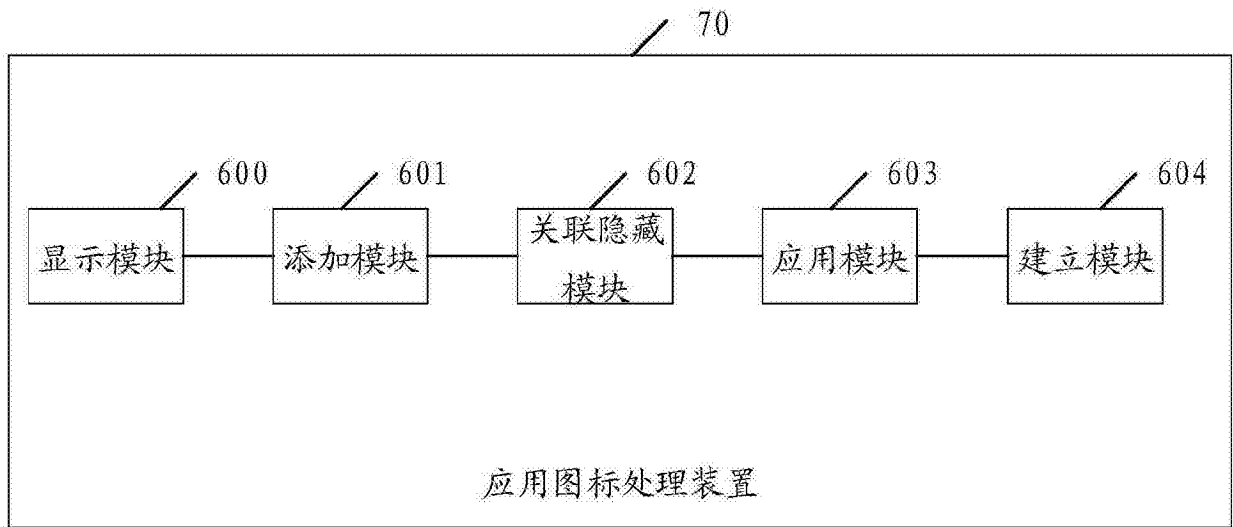 70
600
601
602
603
604
显示模块
添加模块
关联隐藏
模块
应用模块
建立模块
应用图标处理装置